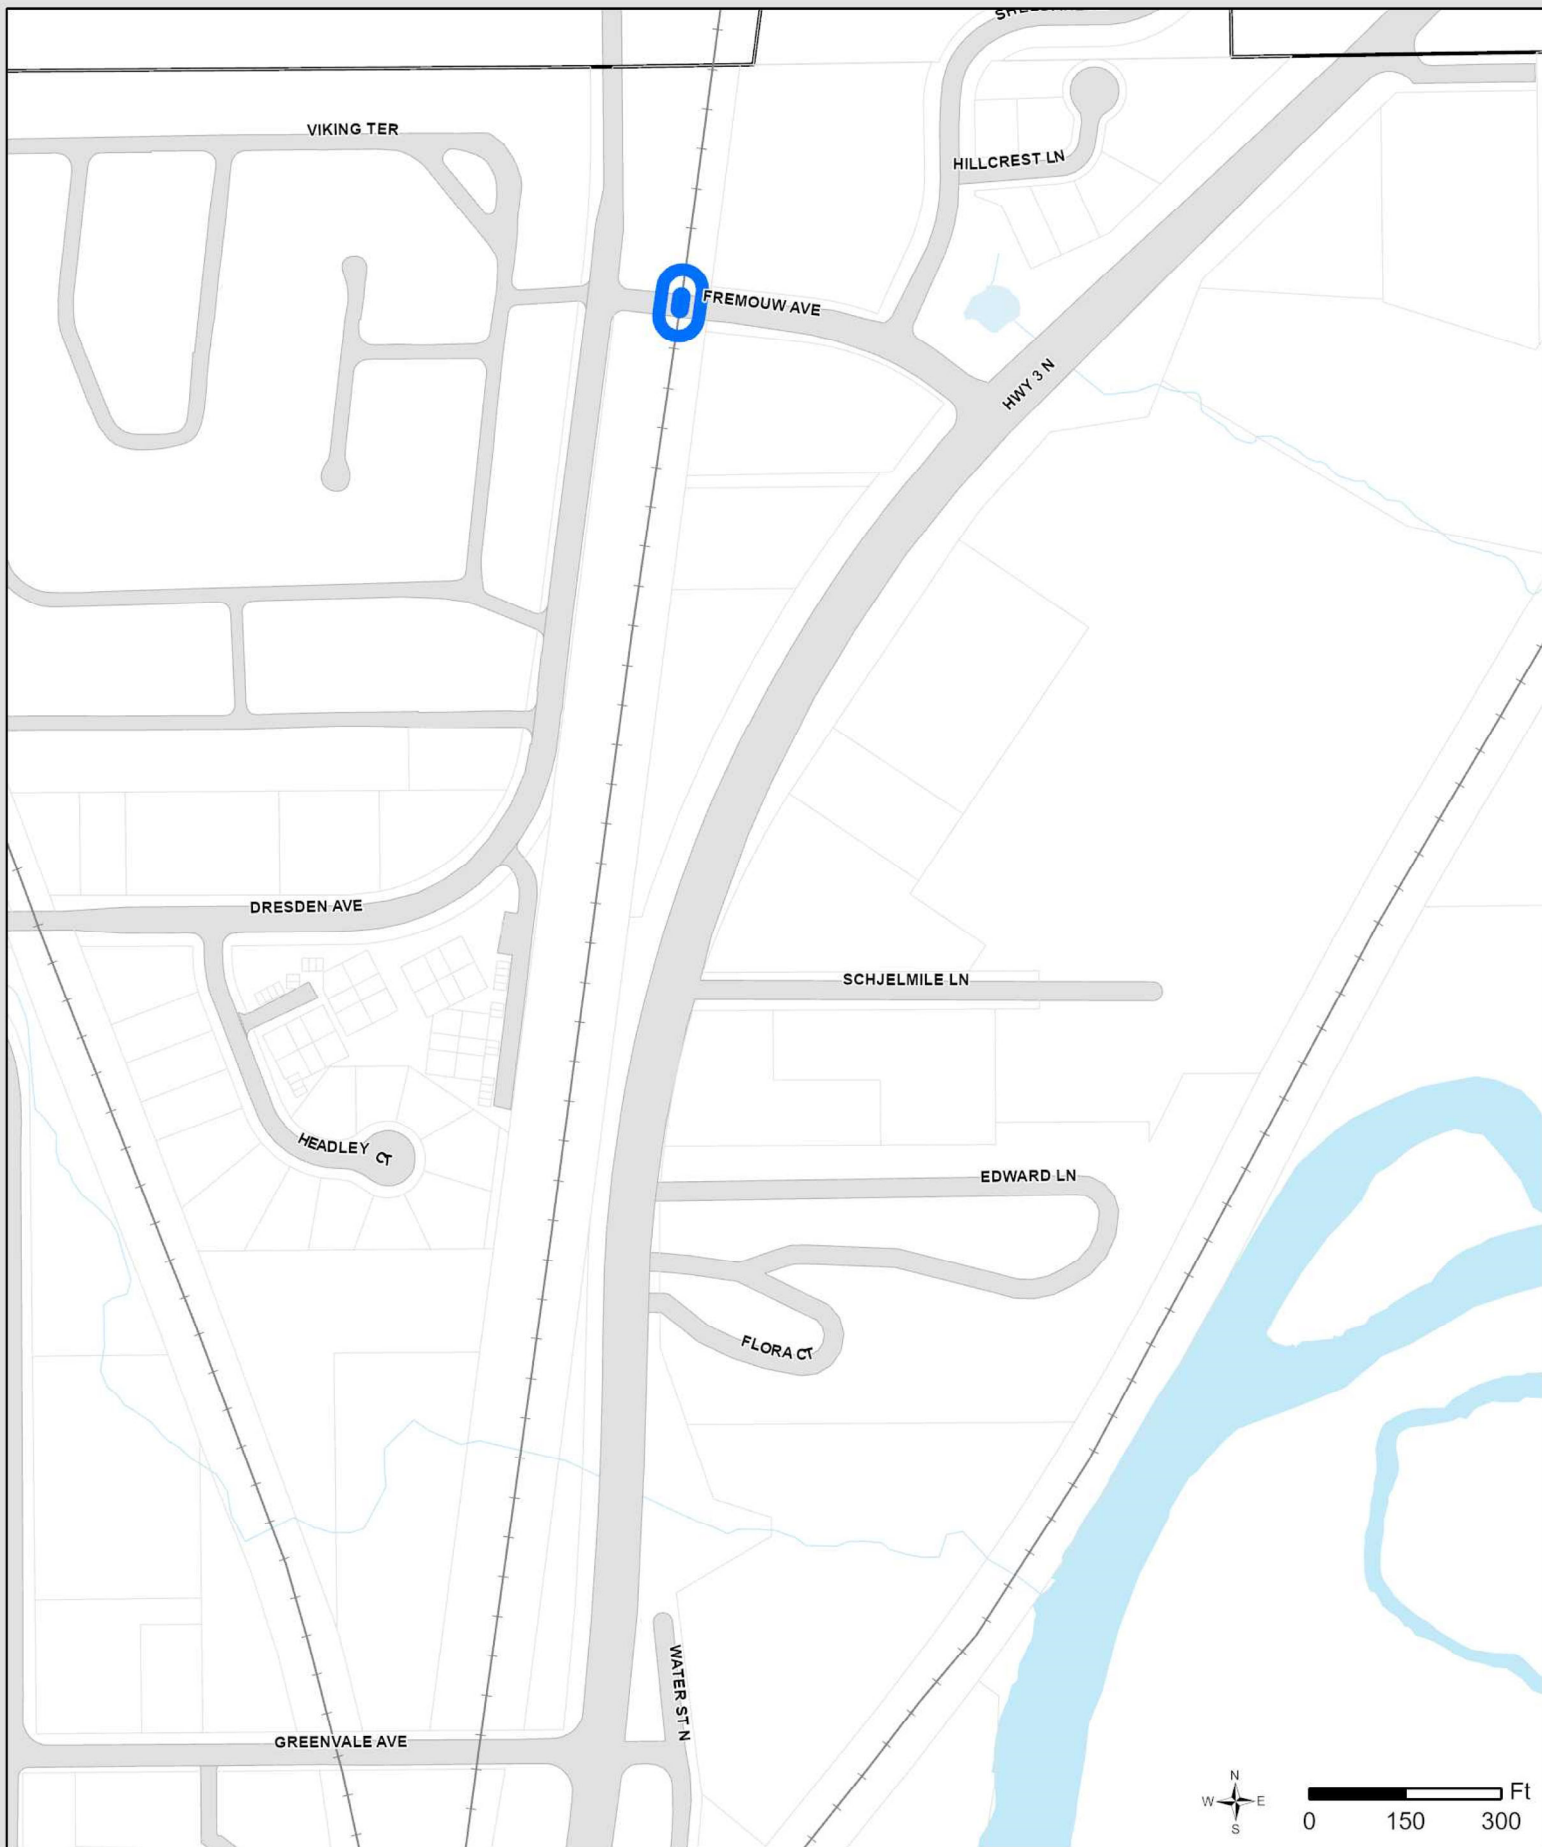 VIKING TER
HILLCREST LN
FREMOUW AVE
HWY 3 N
DRESDEN AVE
SCHJELMILE LN
HEADLEY CT
EDWARD LN
FLORA CT
WATER ST N
GREENVALE AVE
N
W E
S
Ft
0 150 300